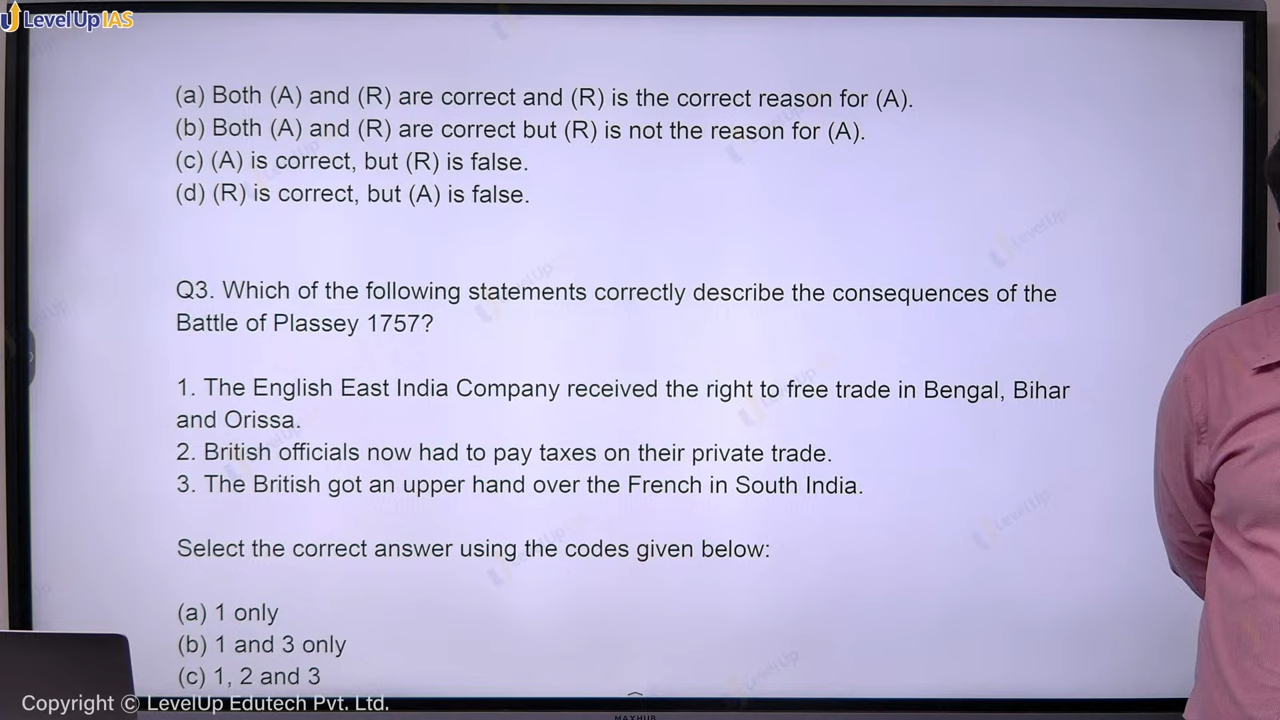 LevelUp IAS
(a) Both (A) and (R) are correct and (R) is the correct reason for (A).
(b) Both (A) and (R) are correct but (R) is not the reason for (A).
(c) (A) is correct, but (R) is false.
(d) (R) is correct, but (A) is false.
Q3. Which of the following statements correctly describe the consequences of the
Battle of Plassey 1757?
1. The English East India Company received the right to free trade in Bengal, Bihar
and Orissa.
2. British officials now had to pay taxes on their private trade.
3. The British got an upper hand over the French in South India.
Select the correct answer using the codes given below:
(a) 1 only
(b) 1 and 3 only
(c) 1, 2 and 3
Copyright © LevelUp Edutech Pvt. Ltd.
MAXHUB